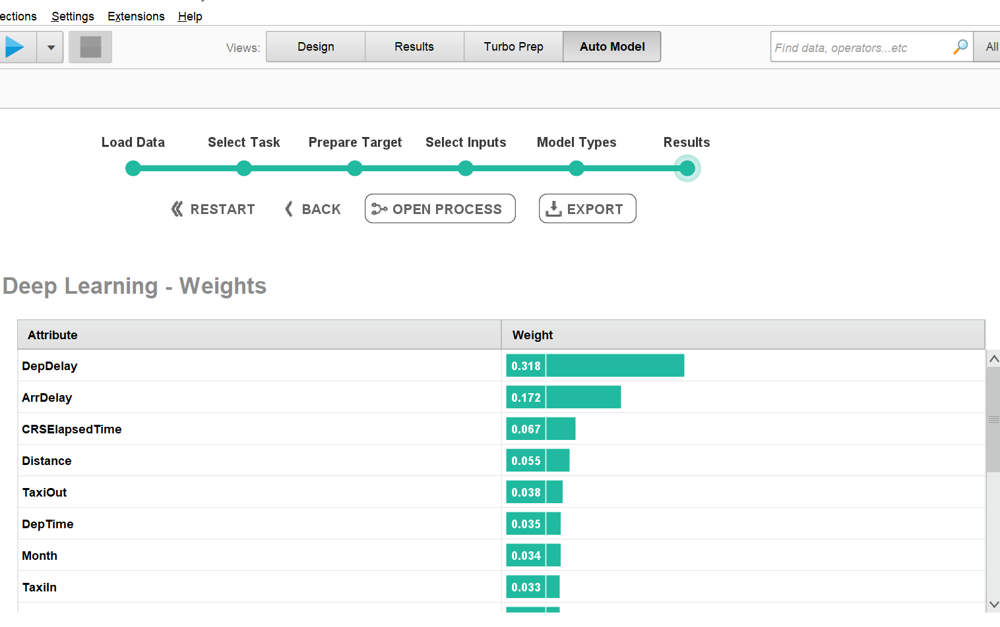 ections Settings Extensions Help
Views: Design Results Turbo Prep Auto Model Find data, operators...etc All
Load Data Select Task Prepare Target Select Inputs Model Types Results
RESTART BACK OPEN PROCESS EXPORT
Deep Learning - Weights
Attribute Weight
DepDelay 0.318
ArrDelay 0.172
CRSElapsedTime 0.067
Distance 0.055
TaxiOut 0.038
DepTime 0.035
Month 0.034
TaxiIn 0.033